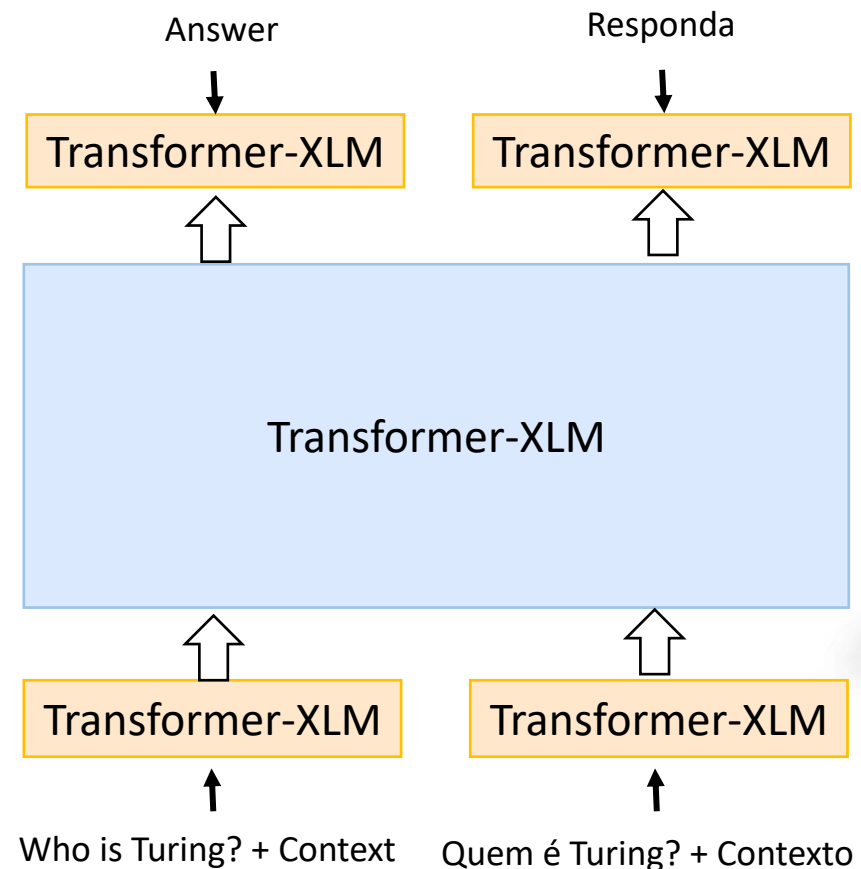 Answer
Responda
Transformer-XLM
Transformer-XLM
Transformer-XLM
Transformer-XLM
Transformer-XLM
Who is Turing? + Context
Quem é Turing? + Contexto